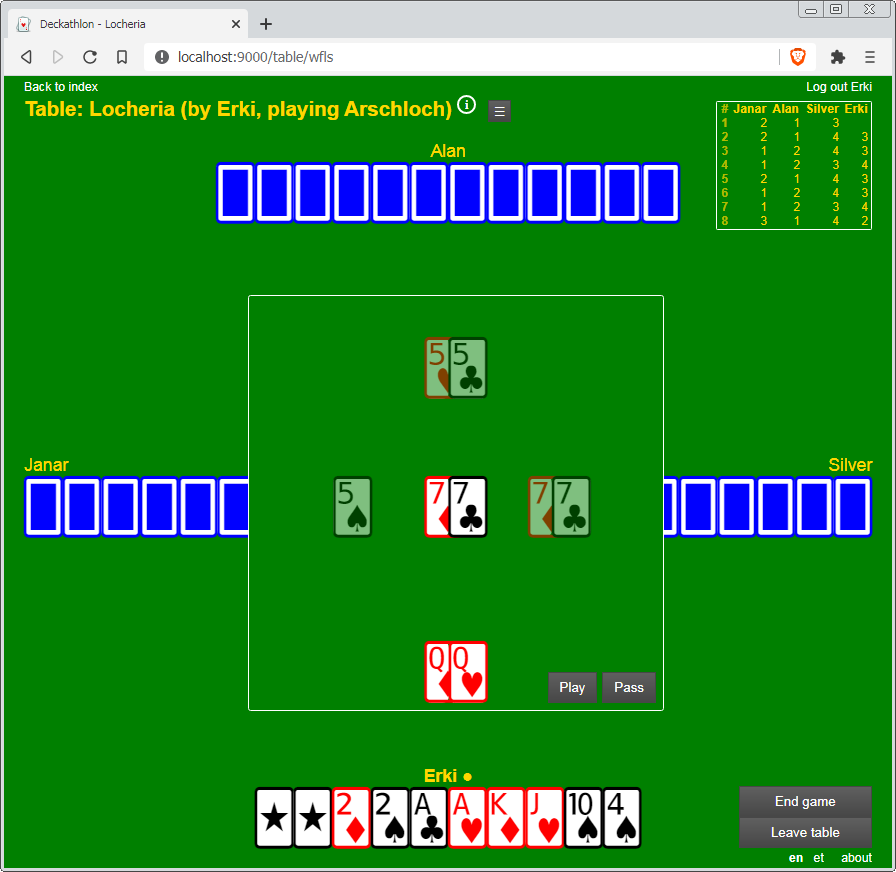 Deckathlon - Locheria
localhost:9000/table/wfls
Back to index
Log out Erki
Table: Locheria (by Erki, playing Arschloch)
# Janar Alan Silver Erki
1 2 1 3
2 2 1 4 3
3 1 2 4 3
4 1 2 3 4
5 2 1 4 3
6 1 2 4 3
7 1 2 3 4
8 3 1 4 2
Alan
5 5
Janar
Silver
5 7 7 7 7
Q Q
Play Pass
Erki
2 2 A A K J 10 4
End game
Leave table
en et about